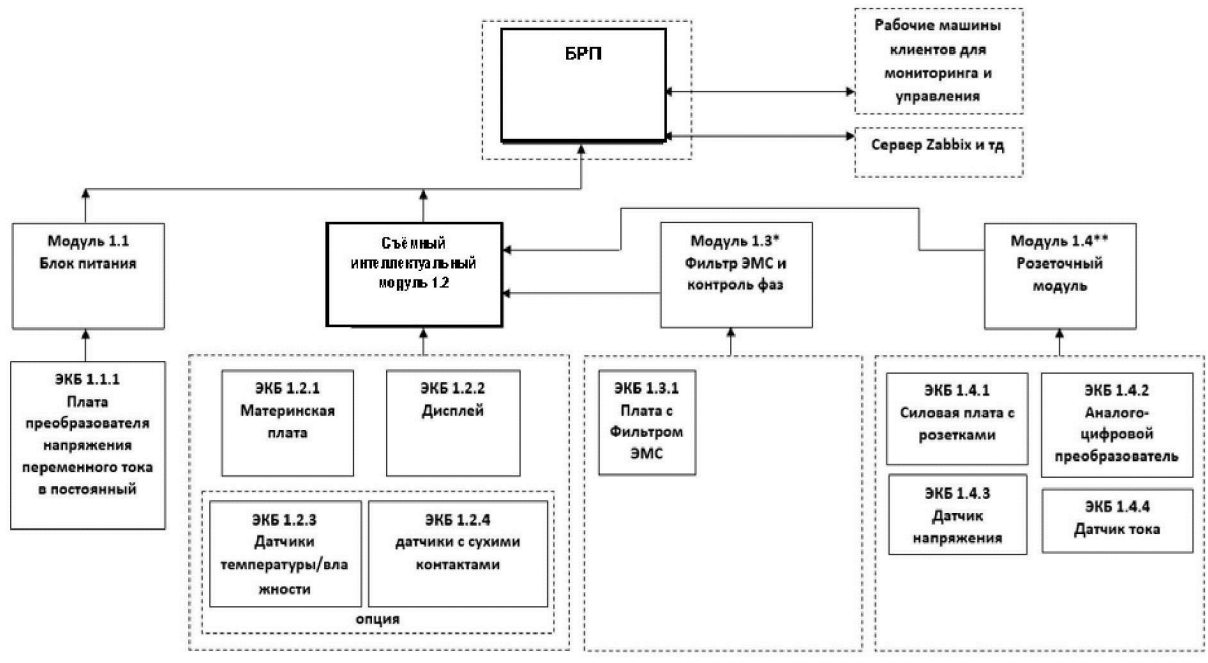 БРП
Рабочие машины
клиентов для
мониторинга и
управления
Сервер Zabbix и тд
Модуль 1.1
Блок питания
Съёмный
интеллектуальный
модуль 1.2
Модуль 1.3*
Фильтр ЭМС и
контроль фаз
Модуль 1.4**
Розеточный
модуль
ЭКБ 1.1.1
Плата
преобразователя
напряжения
переменного тока
в постоянный
ЭКБ 1.2.1
Материнская
плата
ЭКБ 1.2.2
Дисплей
ЭКБ 1.2.3
Датчики
температуры/вла
жности
ЭКБ 1.2.4
датчики с сухими
контактами
опция
ЭКБ 1.3.1
Плата с
Фильтром
ЭМС
ЭКБ 1.4.1
Силовая плата с
розетками
ЭКБ 1.4.2
Аналого-
цифровой
преобразователь
ЭКБ 1.4.3
Датчик
напряжения
ЭКБ 1.4.4
Датчик тока